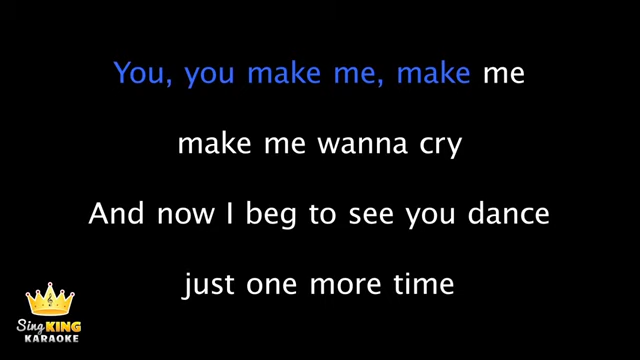 You, you make me, make me
make me wanna cry
And now I beg to see you dance
just one more time
Sing KING
KARAOKE